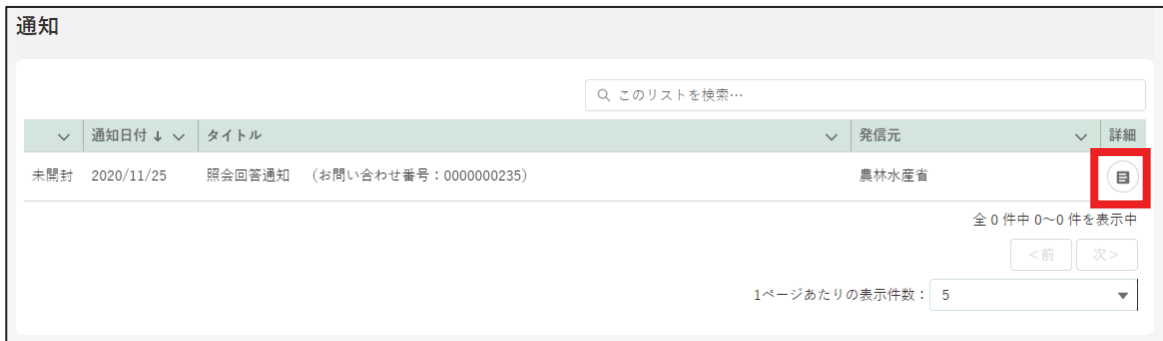 通知
このリストを検索…
通知日付 ↓ タイトル 発信元 詳細
未開封 2020/11/25 照会回答通知 (お問い合わせ番号:0000000235) 農林水産省
全 0 件中 0~0 件を表示中
<前 次>
1ページあたりの表示件数: 5